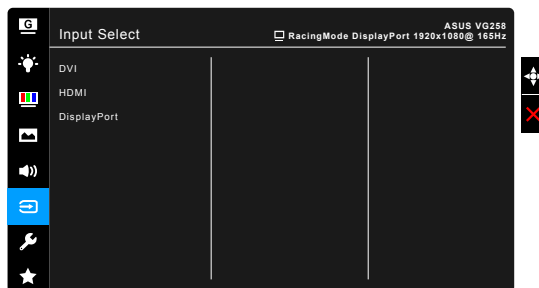 G
Input Select
ASUS VG258
RacingMode DisplayPort 1920x1080@ 165Hz
DVI
HDMI
DisplayPort